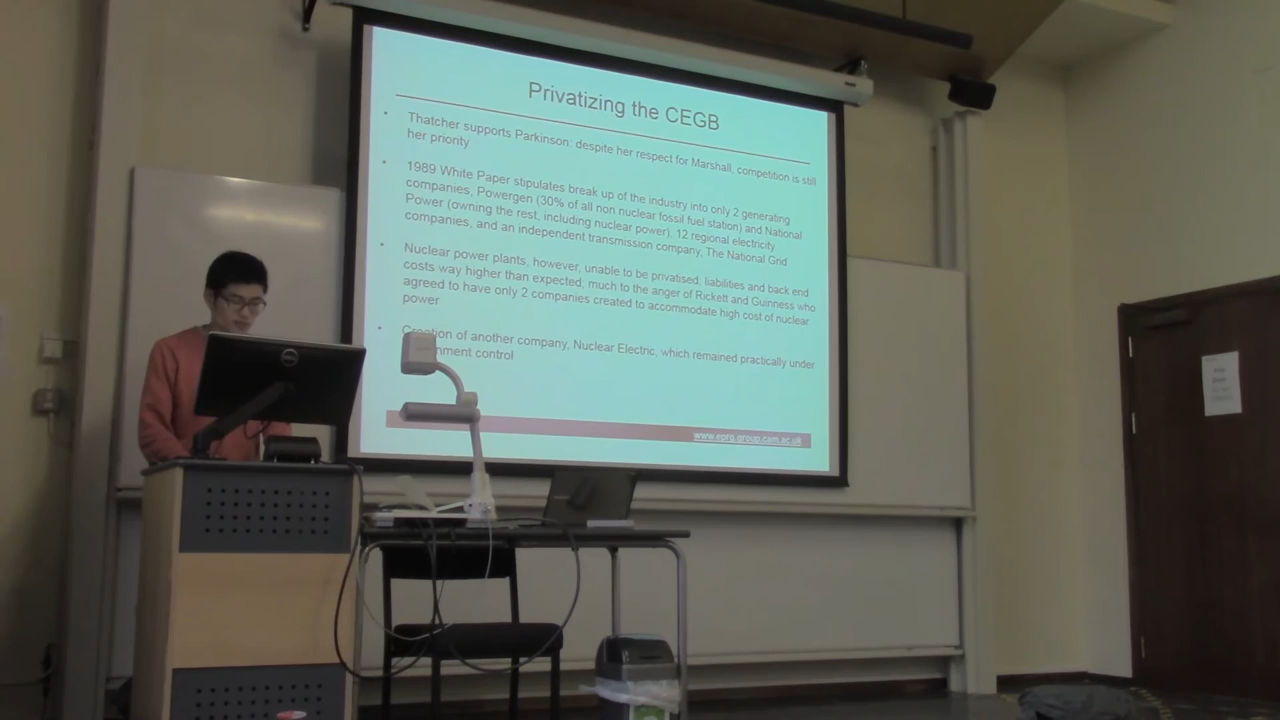 Privatizing the CEGB
Thatcher supports Parkinson: despite her respect for Marshall, competition is still
her priority
1989 White Paper stipulates break up of the industry into only 2 generating
companies, Powergen (30% of all non nuclear fossil fuel station) and National
Power (owning the rest, including nuclear power), 12 regional electricity
companies, and an independent transmission company, The National Grid
Nuclear power plants, however, unable to be privatised: liabilities and back end
costs way higher than expected; much to the anger of Rickett and Guinness who
agreed to have only 2 companies created to accommodate high cost of nuclear
power
Creation of another company, Nuclear Electric, which remained practically under
control
www.eprg.group.cam.ac.uk
DELL